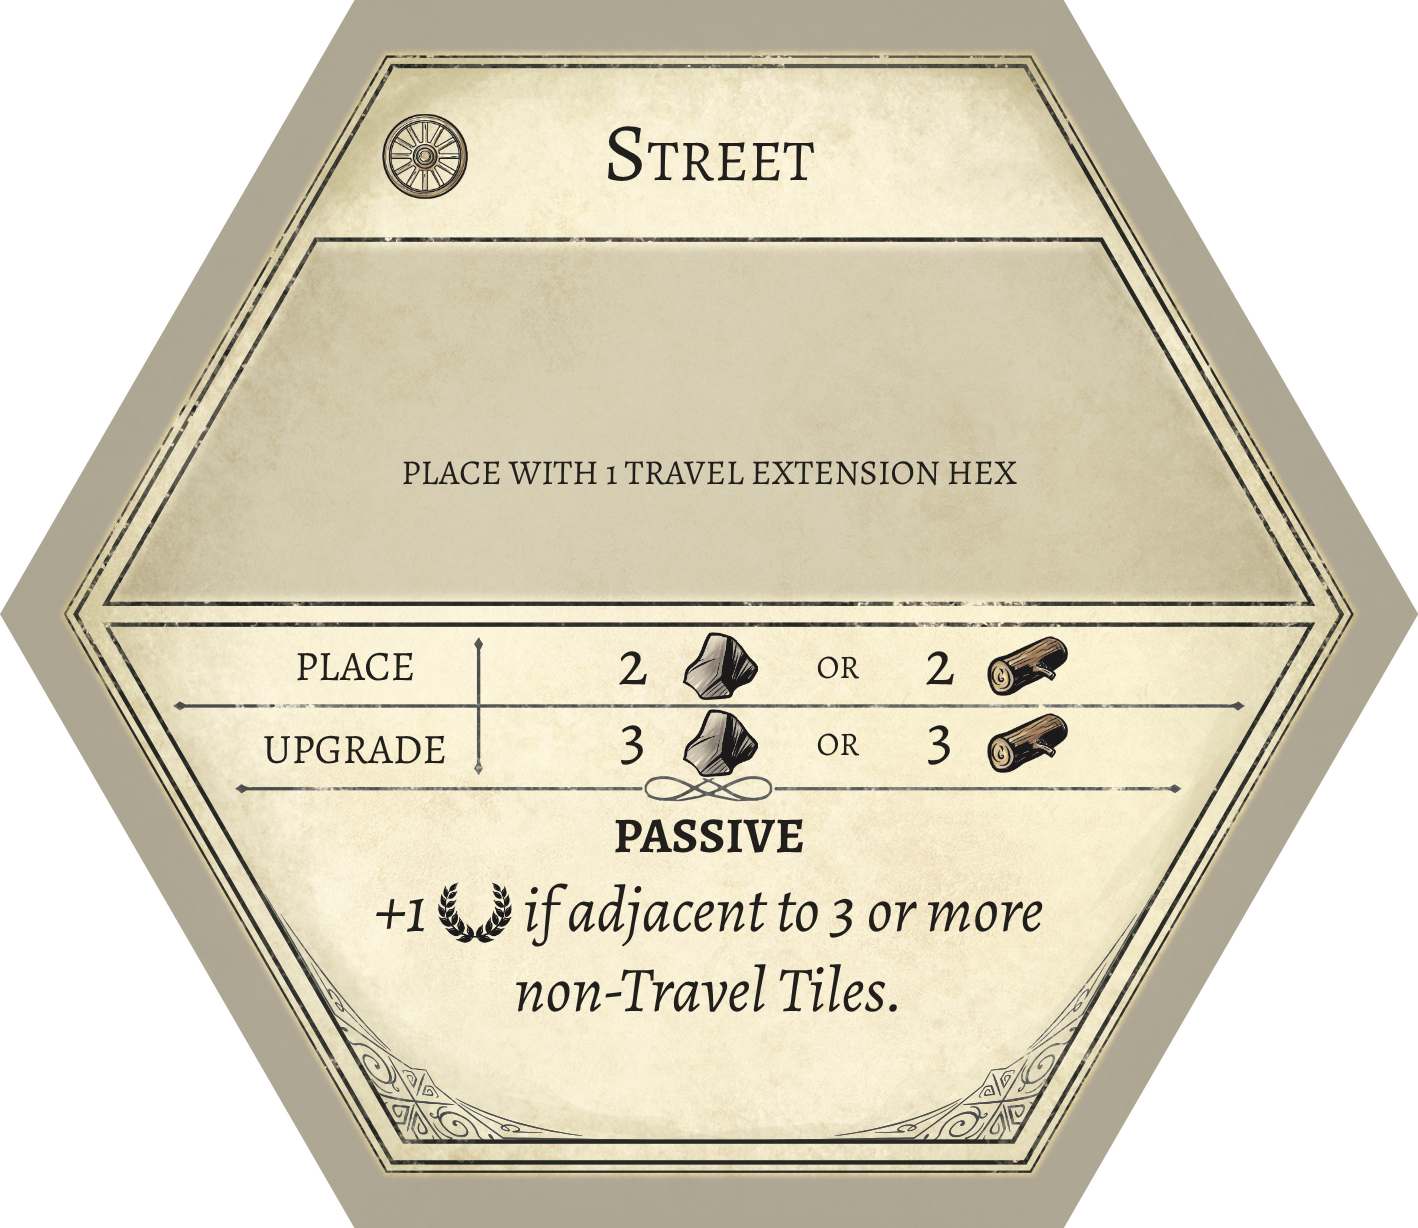 Street
PLACE WITH 1 TRAVEL EXTENSION HEX
PLACE 2 OR 2
UPGRADE 3 OR 3
PASSIVE
+1 if adjacent to 3 or more
non-Travel Tiles.